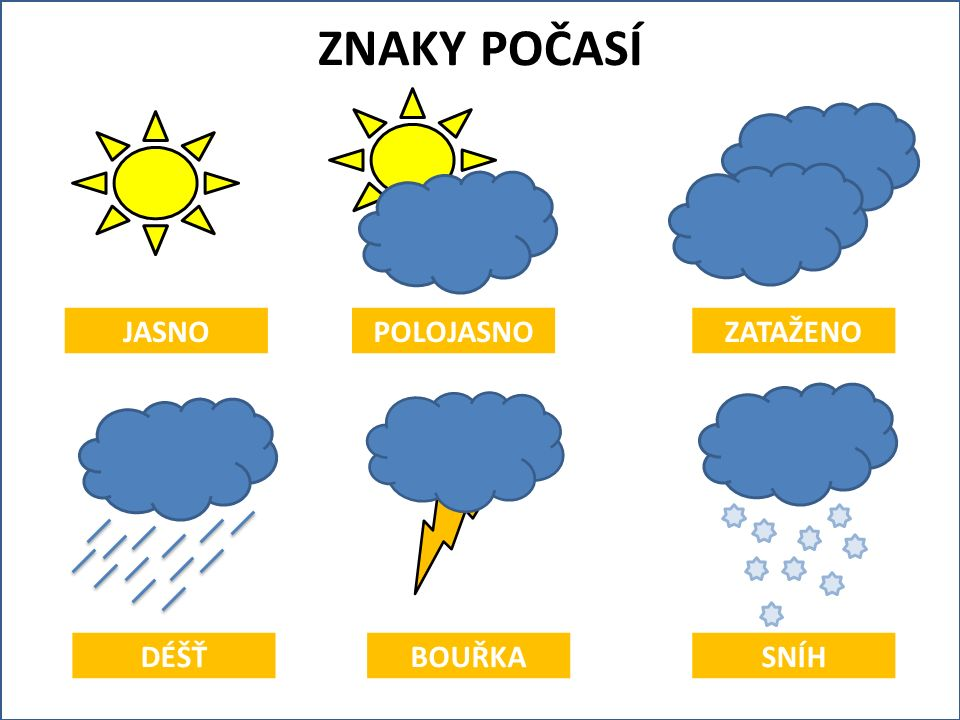 ZNAKY POČASÍ
JASNO
POLOJASNO
ZATAŽENO
DÉŠŤ
BOUŘKA
SNÍH